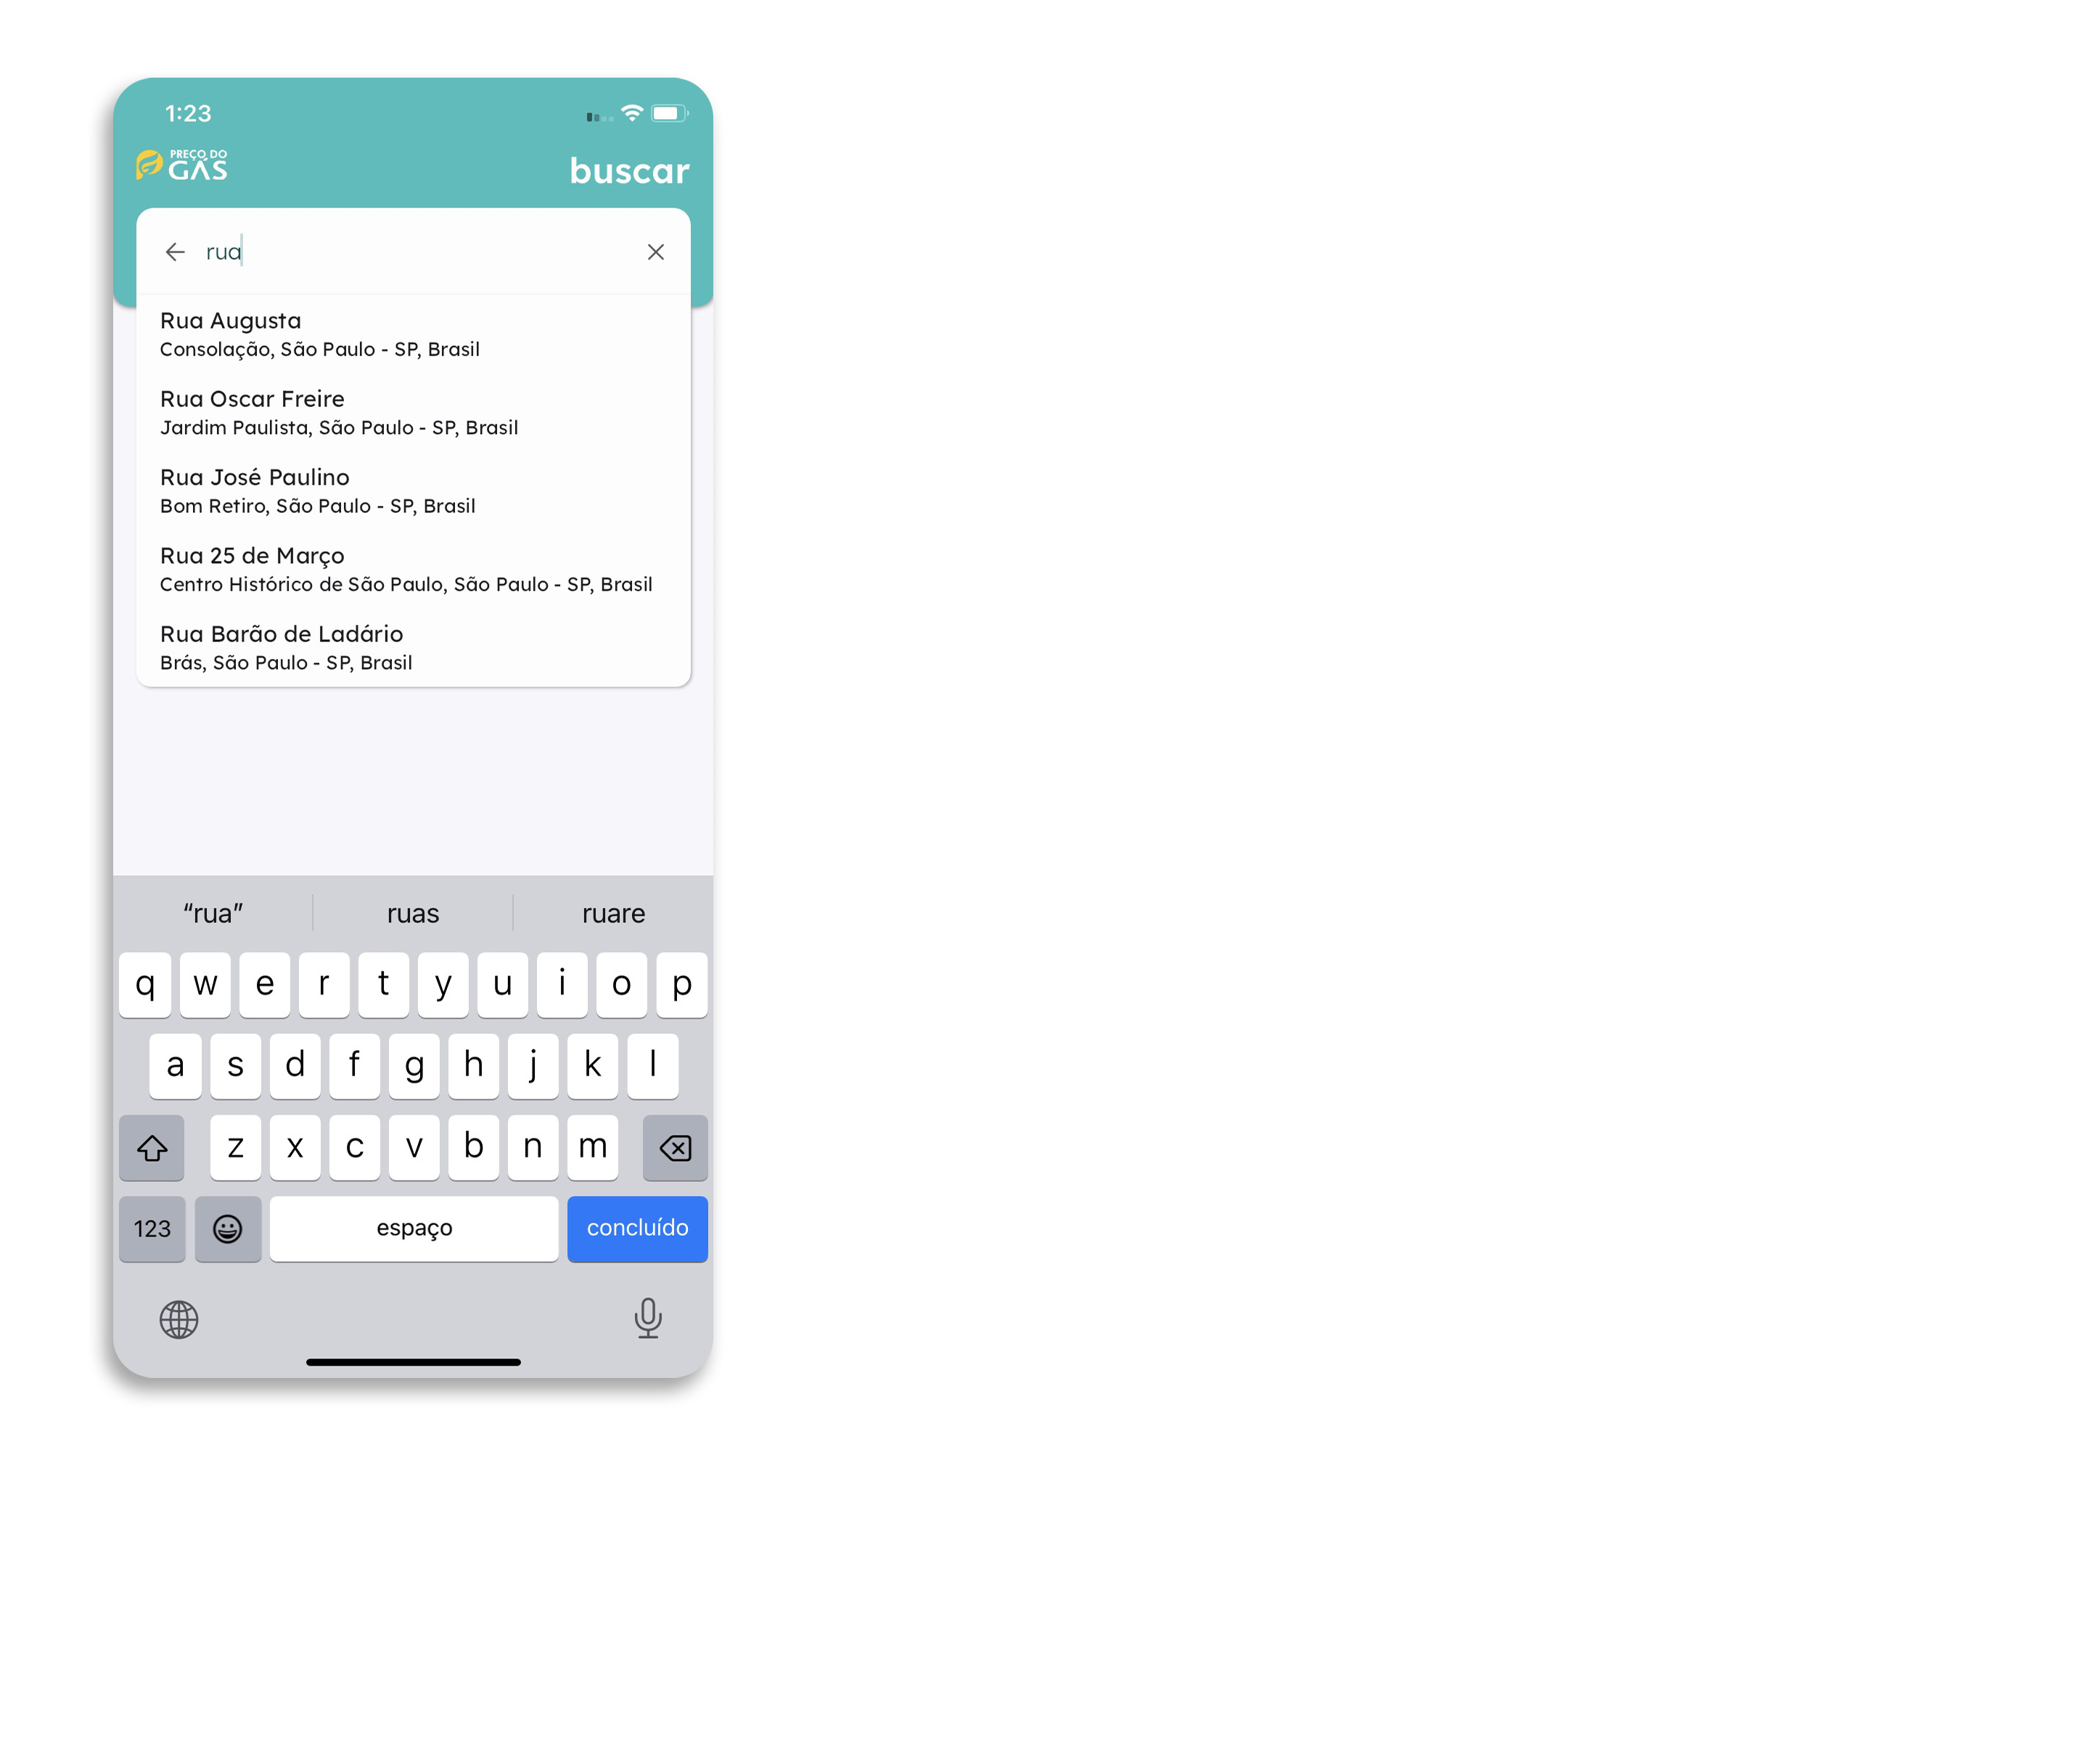 1:23
PREÇO DO
GÁS
buscar
rua
Rua Augusta
Consolação, São Paulo - SP, Brasil
Rua Oscar Freire
Jardim Paulista, São Paulo - SP, Brasil
Rua José Paulino
Bom Retiro, São Paulo - SP, Brasil
Rua 25 de Março
Centro Histórico de São Paulo, São Paulo - SP, Brasil
Rua Barão de Ladário
Brás, São Paulo - SP, Brasil
“rua” ruas ruare
q w e r t y u i o p
a s d f g h j k l
z x c v b n m
123 espaço concluído